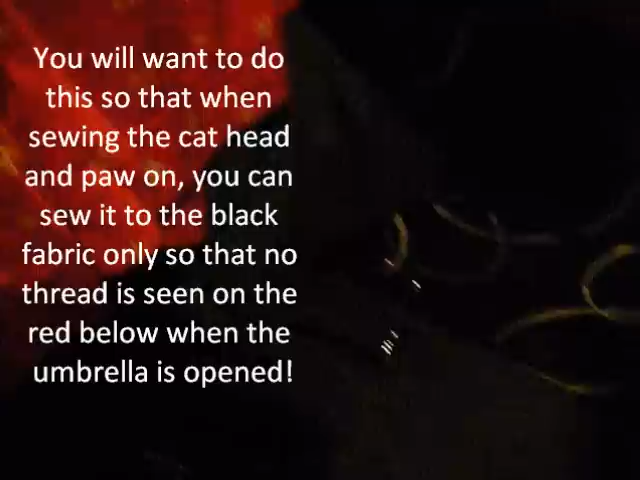 You will want to do
this so that when
sewing the cat head
and paw on, you can
sew it to the black
fabric only so that no
thread is seen on the
red below when the
umbrella is opened!